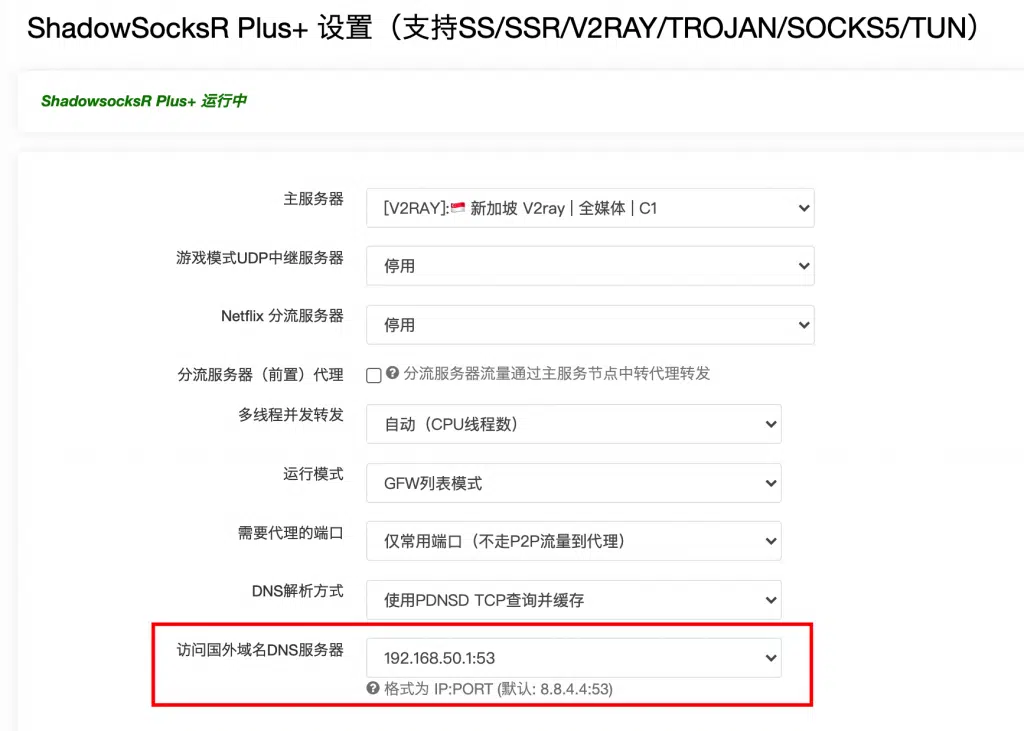 ShadowSocksR Plus+ 设置（支持SS/SSR/V2RAY/TROJAN/SOCKS5/TUN）
ShadowsocksR Plus+ 运行中
主服务器 [V2RAY]:🇸🇬 新加坡 V2ray | 全媒体 | C1
游戏模式UDP中继服务器 停用
Netflix 分流服务器 停用
分流服务器（前置）代理 分流服务器流量通过主服务节点中转代理转发
多线程并发转发 自动（CPU线程数）
运行模式 GFW列表模式
需要代理的端口 仅常用端口（不走P2P流量到代理）
DNS解析方式 使用PDNSD TCP查询并缓存
访问国外域名DNS服务器 192.168.50.1:53
格式为 IP:PORT (默认: 8.8.4.4:53)